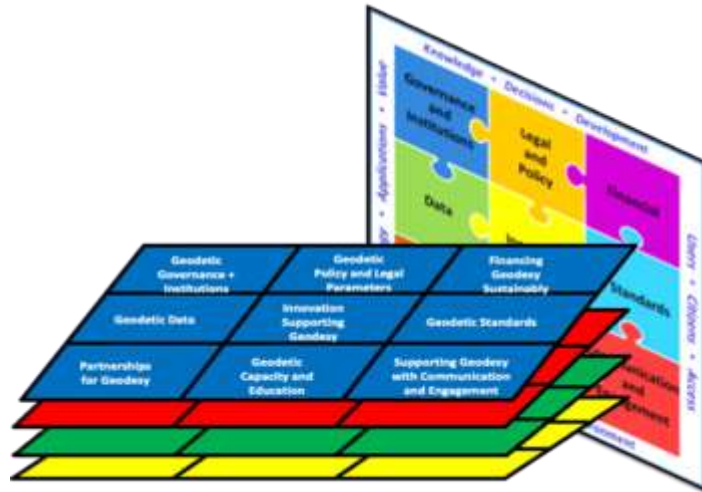 Knowledge • Decisions • Development
Applications • Value
Governance
and
Institutions
Legal
and
Policy
Financial
Data
Standards
and
Users • Citizens • Access
Geodetic
Governance +
Institutions
Geodetic
Policy and Legal
Parameters
Financing
Geodesy
Sustainably
Geodetic Data
Innovation
Supporting
Geodesy
Geodetic Standards
Partnerships
for Geodesy
Geodetic
Capacity and
Education
Supporting Geodesy
with Communication
and Engagement